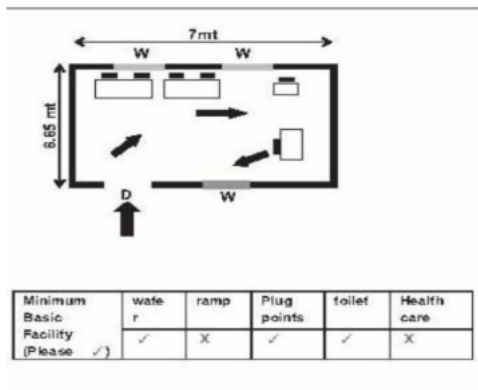 7mt
W W
6.65 mt
D
W
Minimum Basic Facility (Please ✓) wate r ramp Plug points toilet Health care
✓ X ✓ ✓ X